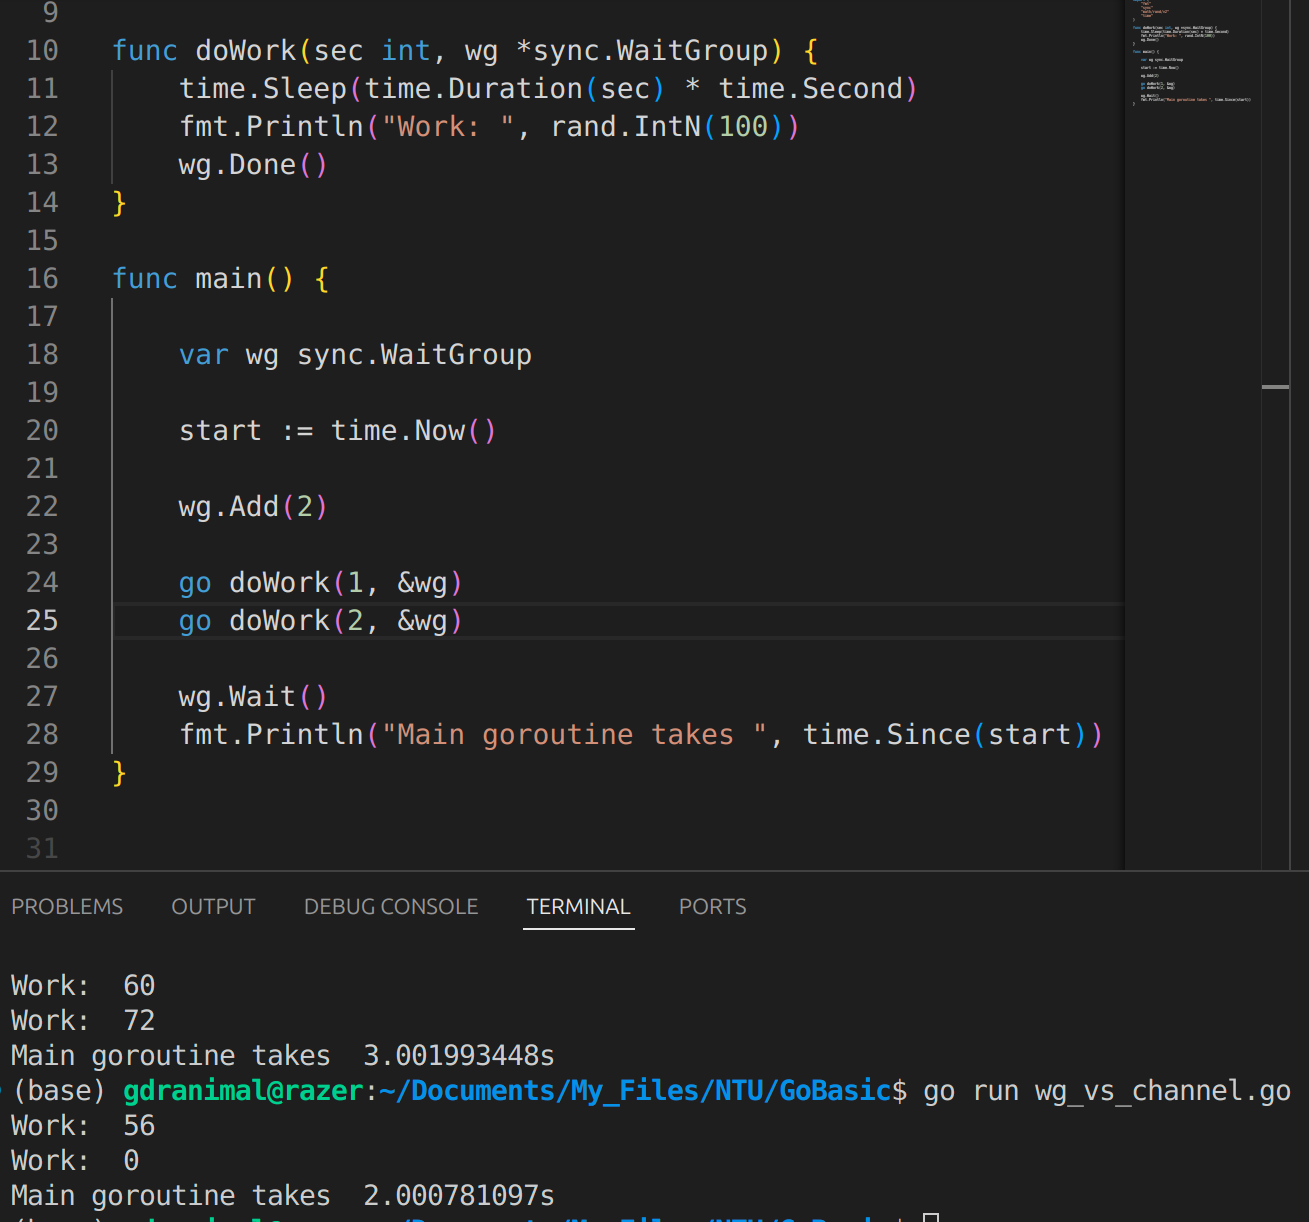 9
10 func doWork(sec int, wg *sync.WaitGroup) {
11 time.Sleep(time.Duration(sec) * time.Second)
12 fmt.Println("Work: ", rand.IntN(100))
13 wg.Done()
14 }
15
16 func main() {
17
18 var wg sync.WaitGroup
19
20 start := time.Now()
21
22 wg.Add(2)
23
24 go doWork(1, &wg)
25 go doWork(2, &wg)
26
27 wg.Wait()
28 fmt.Println("Main goroutine takes ", time.Since(start))
29 }
30
31
PROBLEMS OUTPUT DEBUG CONSOLE TERMINAL PORTS
Work:  60
Work:  72
Main goroutine takes  3.001993448s
(base) gdranimal@razer:~/Documents/My_Files/NTU/GoBasic$ go run wg_vs_channel.go
Work:  56
Work:  0
Main goroutine takes  2.000781097s